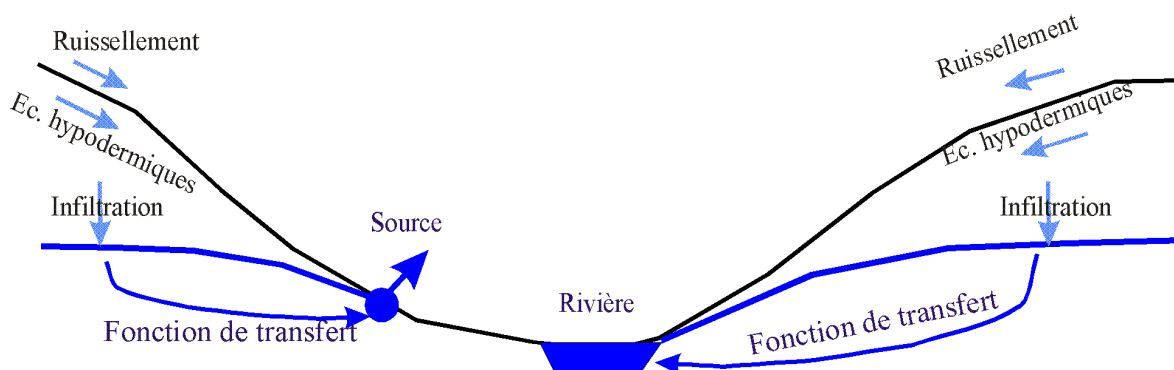 Ruissellement
Ec. hypodermiques
Infiltration
Source
Fonction de transfert
Rivière
Ruissellement
Ec. hypodermiques
Infiltration
Fonction de transfert